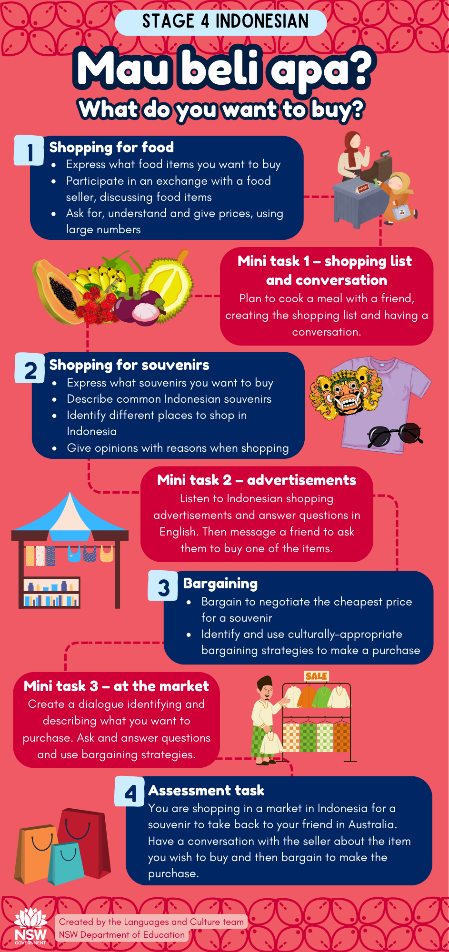 STAGE 4 INDONESIAN
Mau beli apa?
What do you want to buy?
1
Shopping for food
• Express what food items you want to buy
• Participate in an exchange with a food
seller, discussing food items
• Ask for, understand and give prices, using
large numbers
Mini task 1 – shopping list
and conversation
Plan to cook a meal with a friend,
creating the shopping list and having a
conversation.
2
Shopping for souvenirs
• Express what souvenirs you want to buy
• Describe common Indonesian souvenirs
• Identify different places to shop in
Indonesia
• Give opinions with reasons when shopping
Mini task 2 – advertisements
Listen to Indonesian shopping
advertisements and answer questions in
English. Then message a friend to ask
them to buy one of the items.
3
Bargaining
• Bargain to negotiate the cheapest price
for a souvenir
• Identify and use culturally-appropriate
bargaining strategies to make a purchase
Mini task 3 – at the market
Create a dialogue identifying and
describing what you want to
purchase. Ask and answer questions
and use bargaining strategies.
SALE
4
Assessment task
You are shopping in a market in Indonesia for a
souvenir to take back to your friend in Australia.
Have a conversation with the seller about the item
you wish to buy and then bargain to make the
purchase.
NSW
GOVERNMENT
Created by the Languages and Culture team
NSW Department of Education